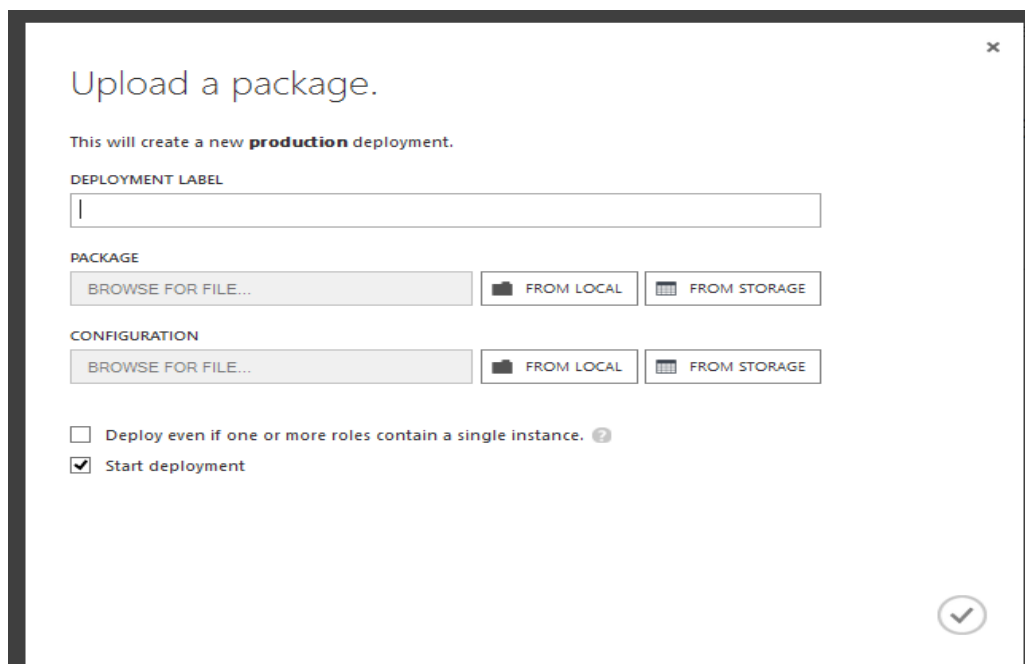 Upload a package.
This will create a new production deployment.
DEPLOYMENT LABEL
PACKAGE
BROWSE FOR FILE... FROM LOCAL FROM STORAGE
CONFIGURATION
BROWSE FOR FILE... FROM LOCAL FROM STORAGE
Deploy even if one or more roles contain a single instance. ?
Start deployment